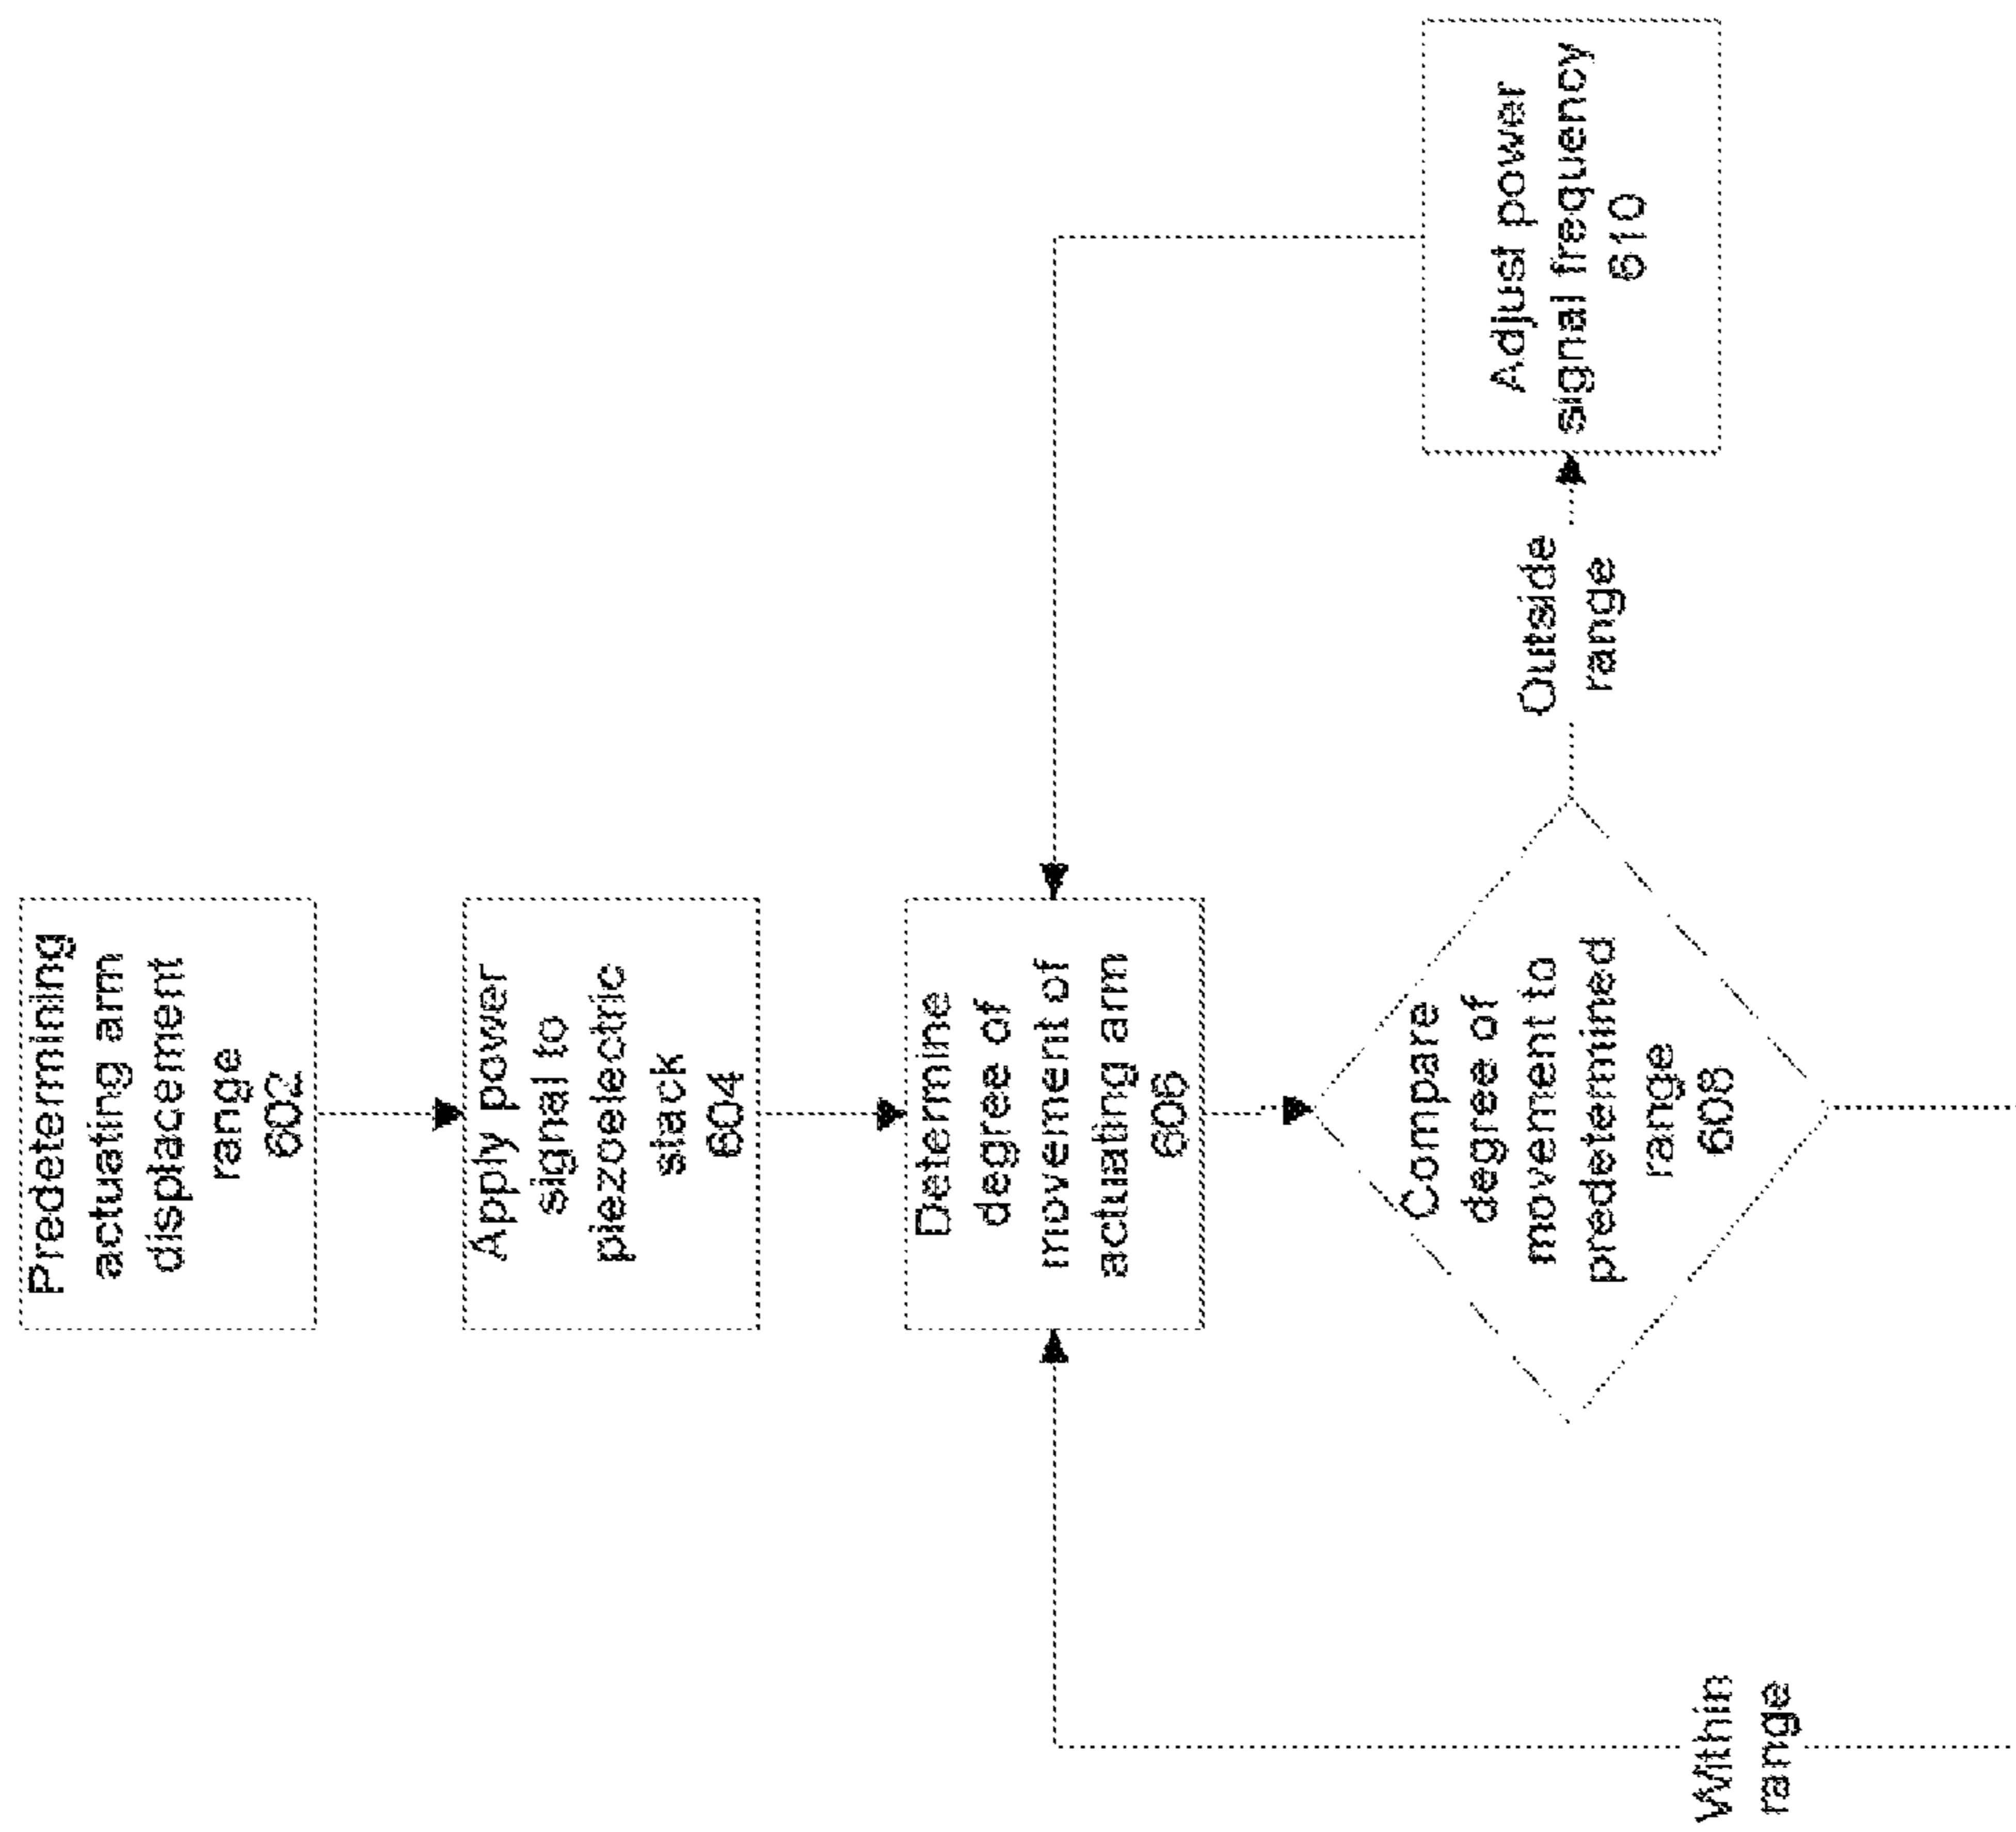 Predetermining
actuating arm
displacement
range
602
Apply power
signal to
piezoelectric
stack
604
Determine
degree of
movement of
actuating arm
606
Compare
degree of
movement to
predetermined
range
608
Outside
range
Adjust power
signal frequency
610
Within
range